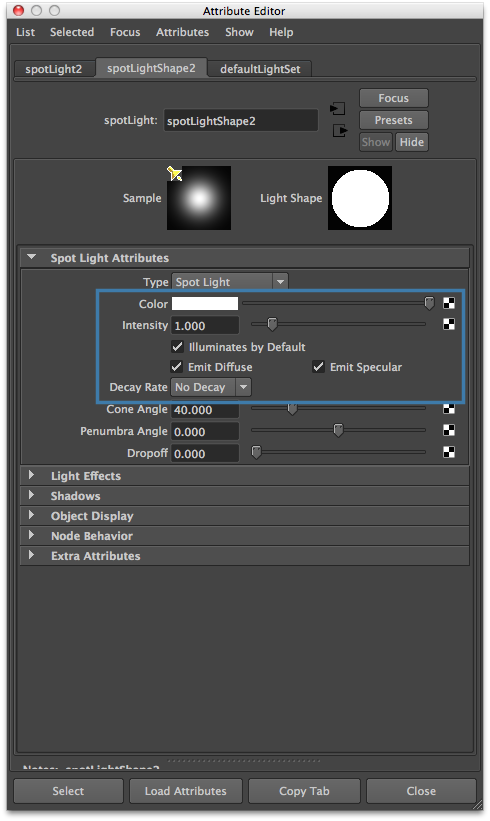 Attribute Editor
List Selected Focus Attributes Show Help
spotLight2 spotLightShape2 defaultLightSet
Focus
spotLight: spotLightShape2
Presets
Show Hide
Sample Light Shape
Spot Light Attributes
Type Spot Light
Color
Intensity 1.000
Illuminates by Default
Emit Diffuse Emit Specular
Decay Rate No Decay
Cone Angle 40.000
Penumbra Angle 0.000
Dropoff 0.000
Light Effects
Shadows
Object Display
Node Behavior
Extra Attributes
Notes: spotLightShape2
Select Load Attributes Copy Tab Close